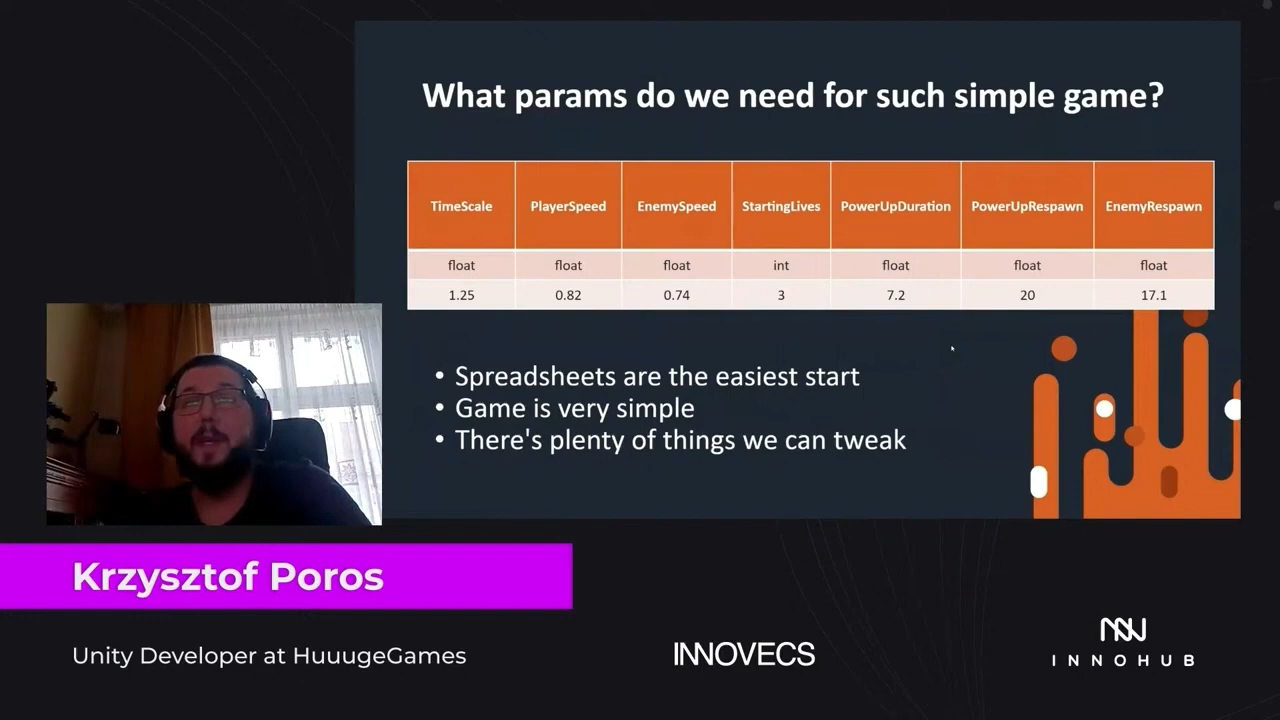 What params do we need for such simple game?
TimeScale PlayerSpeed EnemySpeed StartingLives PowerUpDuration PowerUpRespawn EnemyRespawn
float float float int float float float
1.25 0.82 0.74 3 7.2 20 17.1
• Spreadsheets are the easiest start
• Game is very simple
• There's plenty of things we can tweak
Krzysztof Poros
Unity Developer at HuuugeGames
INNOVECS
INNOHUB